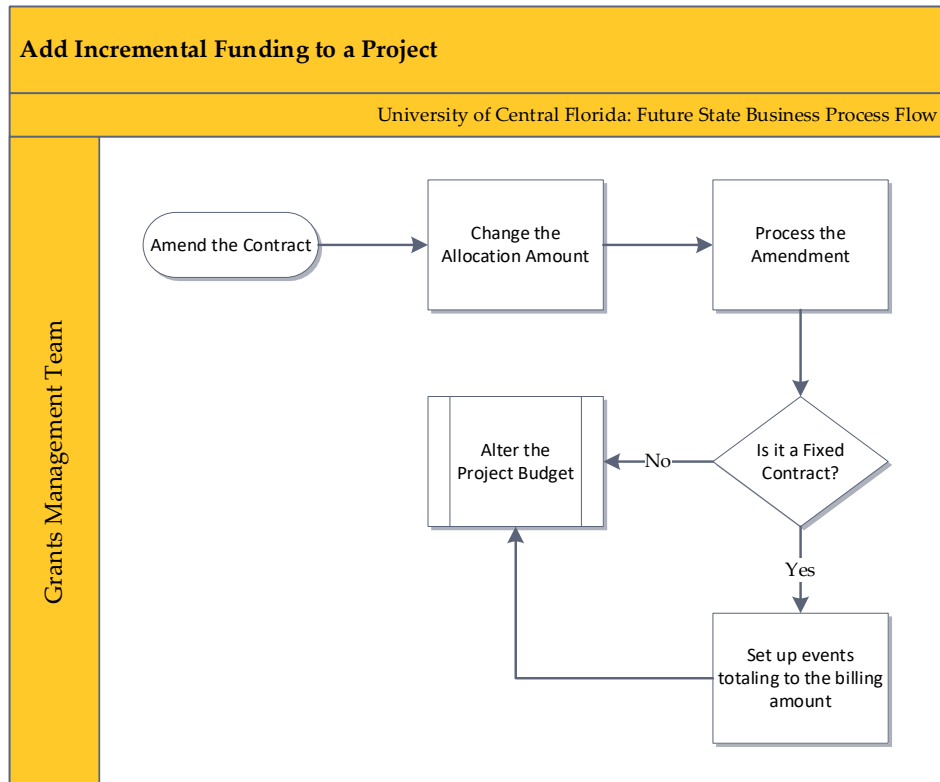 Add Incremental Funding to a Project
University of Central Florida: Future State Business Process Flow
Grants Management Team
Amend the Contract
Change the
Allocation Amount
Process the
Amendment
Is it a Fixed
Contract?
No
Alter the
Project Budget
Yes
Set up events
totaling to the billing
amount